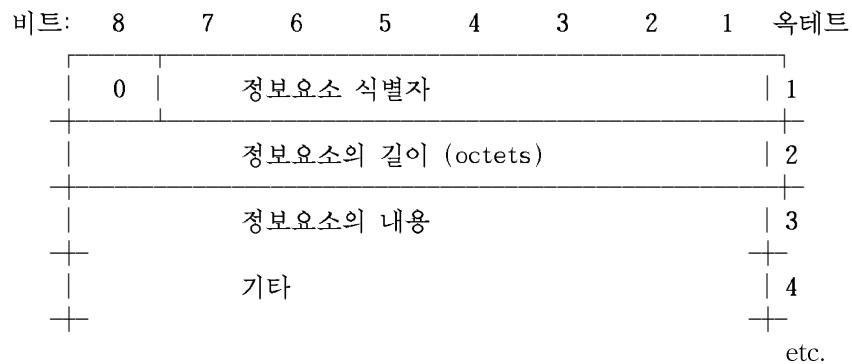 비트: 8 7 6 5 4 3 2 1 옥테트
0 정보요소 식별자 1
정보요소의 길이 (octets) 2
정보요소의 내용 3
기타 4
etc.